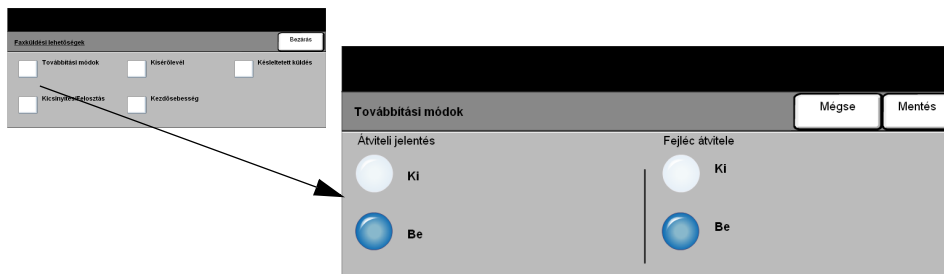 Faxküldési lehetőségek
Bezárás
Továbbítási módok
Kísérőlevél
Késleltetett küldés
Kicsinyítés/Felosztás
Kezdősebesség
Továbbítási módok
Mégse
Mentés
Átviteli jelentés
Fejléc átvitele
Ki
Ki
Be
Be